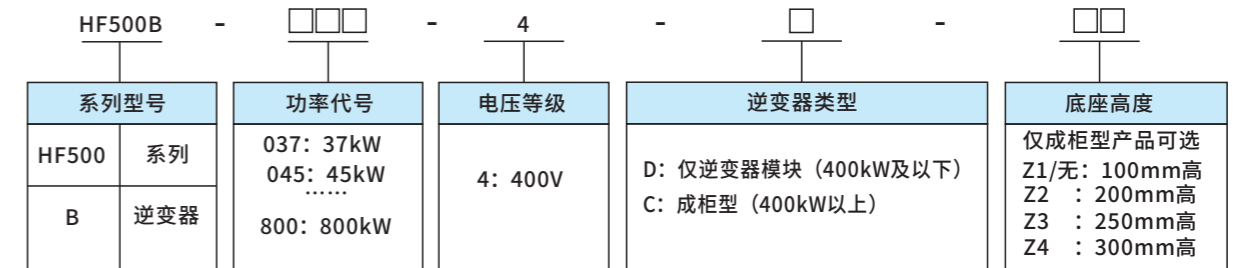 HF500B - □□□ - 4 - □ - □□
系列型号
HF500 系列
B 逆变器
功率代号
037：37kW
045：45kW
……
800：800kW
电压等级
4：400V
逆变器类型
D：仅逆变器模块（400kW及以下）
C：成柜型（400kW以上）
底座高度
仅成柜型产品可选
Z1/无：100mm高
Z2 ：200mm高
Z3 ：250mm高
Z4 ：300mm高